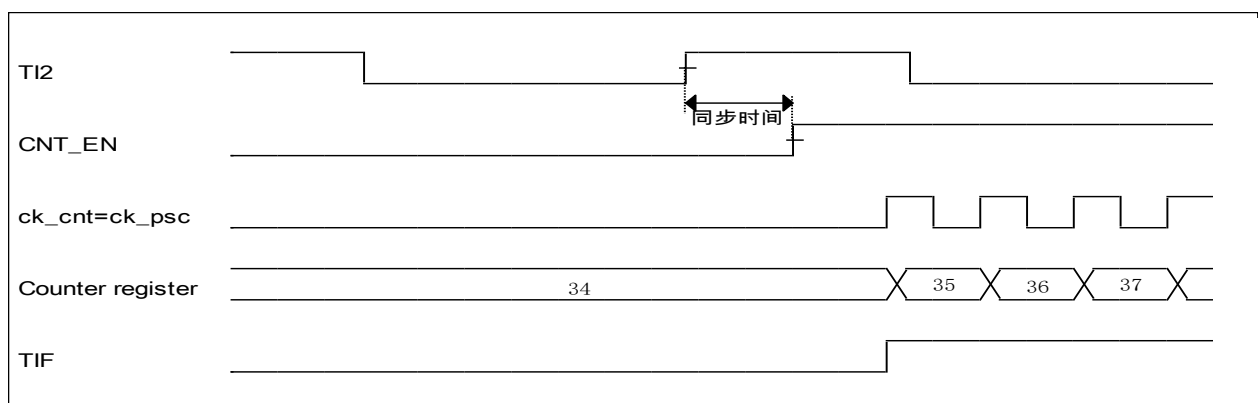 TI2
同步时间
CNT_EN
ck_cnt=ck_psc
Counter register
34
35
36
37
TIF